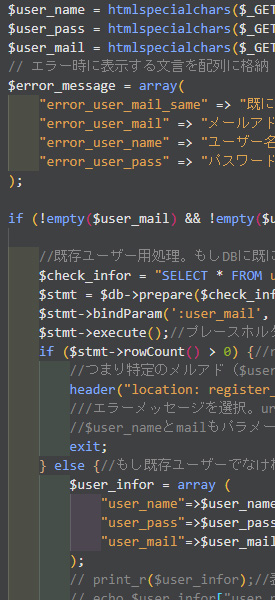 $user_name = htmlspecialchars($_GET
$user_pass = htmlspecialchars($_GET
$user_mail = htmlspecialchars($_GET
// エラー時に表示する文言を配列に格納
$error_message = array(
"error_user_mail_same" => "既に
"error_user_mail" => "メールアド
"error_user_name" => "ユーザー名
"error_user_pass" => "パスワード
);
if (!empty($user_mail) && !empty($u
//既存ユーザー用処理。もしDBに既に
$check_infor = "SELECT * FROM u
$stmt = $db->prepare($check_inf
$stmt->bindParam(':user_mail',
$stmt->execute();//プレースホルダ
if ($stmt->rowCount() > 0) {//r
//つまり特定のメルアド（$user
header("location: register_
///エラーメッセージを選択。ur
//$user_nameとmailもパラメー
exit;
} else {//もし既存ユーザーでなけれ
$user_infor = array (
"user_name"=>$user_name
"user_pass"=>$user_pass
"user_mail"=>$user_mail
);
// print_r($user_infor);//表
// echo $user_infor["user_n